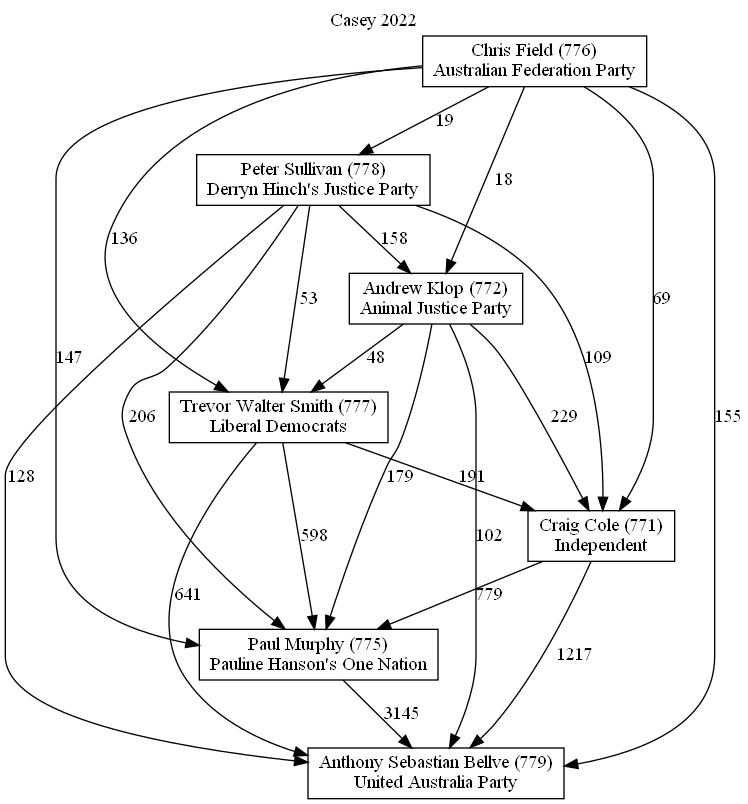 Casey 2022
Chris Field (776)
Australian Federation Party
19
Peter Sullivan (778)
Derryn Hinch's Justice Party
18
136
158
Andrew Klop (772)
Animal Justice Party
53
69
147
48
109
Trevor Walter Smith (777)
Liberal Democrats
206
229
155
128
179
191
Craig Cole (771)
Independent
598
102
641
779
Paul Murphy (775)
Pauline Hanson's One Nation
1217
3145
Anthony Sebastian Bellve (779)
United Australia Party